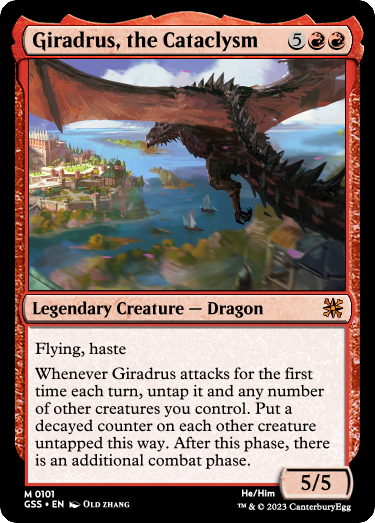 Giradrus, the Cataclysm 5
Legendary Creature — Dragon
Flying, haste
Whenever Giradrus attacks for the first
time each turn, untap it and any number
of other creatures you control. Put a
decayed counter on each other creature
untapped this way. After this phase, there
is an additional combat phase.
5/5
M 0101
GSS • EN Old zhang
He/Him
™ & © 2023 CanterburyEgg